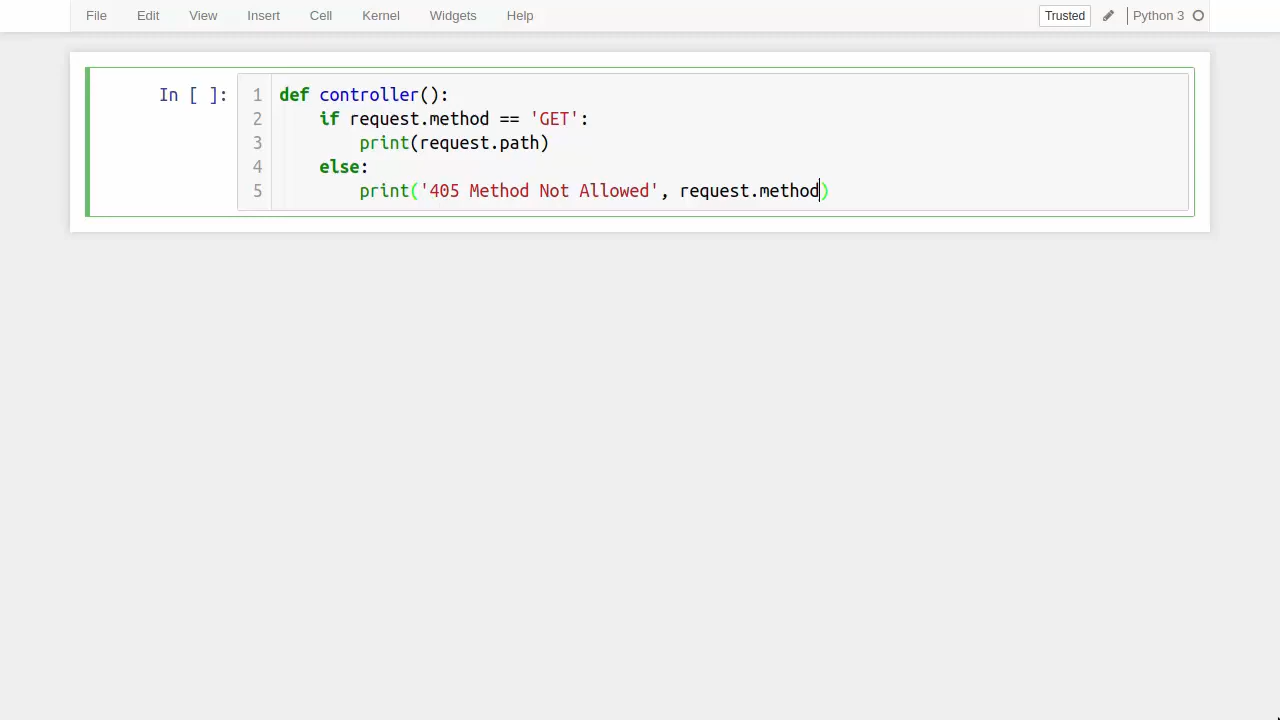 File Edit View Insert Cell Kernel Widgets Help Trusted Python 3
In [ ]:
1 def controller():
2     if request.method == 'GET':
3         print(request.path)
4     else:
5         print('405 Method Not Allowed', request.method)